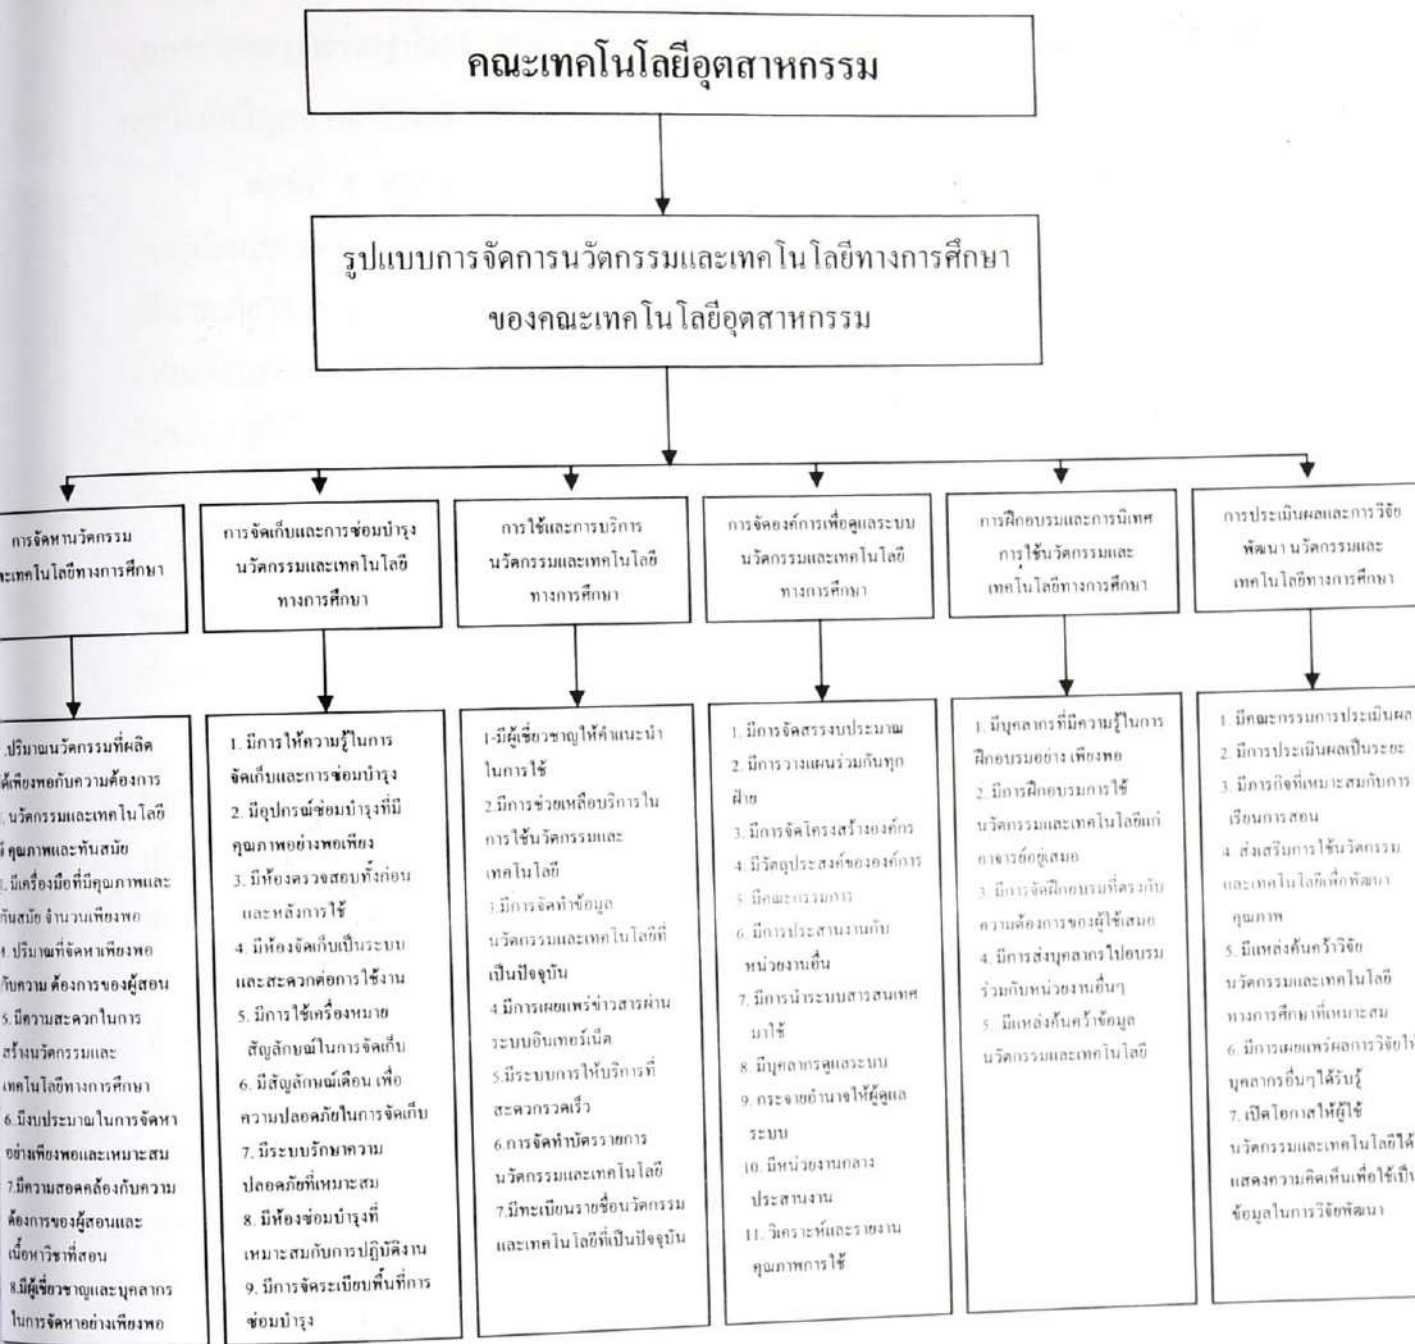 คณะเทคโนโลยีอุตสาหกรรม
รูปแบบการจัดการนวัตกรรมและเทคโนโลยีทางการศึกษา
ของคณะเทคโนโลยีอุตสาหกรรม
การจัดหานวัตกรรม
และเทคโนโลยีทางการศึกษา
การจัดเก็บและการซ่อมบำรุง
นวัตกรรมและเทคโนโลยี
ทางการศึกษา
การใช้และการบริการ
นวัตกรรมและเทคโนโลยี
ทางการศึกษา
การจัดองค์การเพื่อดูแลระบบ
นวัตกรรมและเทคโนโลยี
ทางการศึกษา
การฝึกอบรมและการนิเทศ
การใช้นวัตกรรมและ
เทคโนโลยีทางการศึกษา
การประเมินผลและการวิจัย
พัฒนา นวัตกรรมและ
เทคโนโลยีทางการศึกษา
.ปริมาณนวัตกรรมที่ผลิต
ได้เพียงพอกับความต้องการ
. นวัตกรรมและเทคโนโลยี
มี คุณภาพและทันสมัย
. มีเครื่องมือที่มีคุณภาพและ
ทันสมัย จำนวนเพียงพอ
4. ปริมาณที่จัดหาเพียงพอ
กับความ ต้องการของผู้สอน
5. มีความสะดวกในการ
สร้างนวัตกรรมและ
เทคโนโลยีทางการศึกษา
6.มีงบประมาณในการจัดหา
อย่างเพียงพอและเหมาะสม
7.มีความสอดคล้องกับความ
ต้องการของผู้สอนและ
เนื้อหาวิชาที่สอน
8.มีผู้เชี่ยวชาญและบุคลากร
ในการจัดหาอย่างเพียงพอ
1. มีการให้ความรู้ในการ
จัดเก็บและการซ่อมบำรุง
2. มีอุปกรณ์ซ่อมบำรุงที่มี
คุณภาพอย่างพอเพียง
3. มีห้องตรวจสอบทั้งก่อน
และหลังการใช้
4. มีห้องจัดเก็บเป็นระบบ
และสะดวกต่อการใช้งาน
5. มีการใช้เครื่องหมาย
สัญลักษณ์ในการจัดเก็บ
6. มีสัญลักษณ์เตือน เพื่อ
ความปลอดภัยในการจัดเก็บ
7. มีระบบรักษาความ
ปลอดภัยที่เหมาะสม
8. มีห้องซ่อมบำรุงที่
เหมาะสมกับการปฏิบัติงาน
9. มีการจัดระเบียบพื้นที่การ
ซ่อมบำรุง
1-มีผู้เชี่ยวชาญให้คำแนะนำ
ในการใช้
2.มีการช่วยเหลือบริการใน
การใช้นวัตกรรมและ
เทคโนโลยี
3.มีการจัดทำข้อมูล
นวัตกรรมและเทคโนโลยีที่
เป็นปัจจุบัน
4.มีการเผยแพร่ข่าวสารผ่าน
ระบบอินเทอร์เน็ต
5.มีระบบการให้บริการที่
สะดวกรวดเร็ว
6.การจัดทำบัตรรายการ
นวัตกรรมและเทคโนโลยี
7.มีทะเบียนรายชื่อนวัตกรรม
และเทคโนโลยีที่เป็นปัจจุบัน
1. มีการจัดสรรงบประมาณ
2. มีการวางแผนร่วมกันทุก
ฝ่าย
3. มีการจัดโครงสร้างองค์กร
4. มีวัตถุประสงค์ขององค์การ
5. มีคณะกรรมการ
6. มีการประสานงานกับ
หน่วยงานอื่น
7. มีการนำระบบสารสนเทศ
มาใช้
8. มีบุคลากรดูแลระบบ
9. กระจายอำนาจให้ผู้ดูแล
ระบบ
10. มีหน่วยงานกลาง
ประสานงาน
11. วิเคราะห์และรายงาน
คุณภาพการใช้
1. มีบุคลากรที่มีความรู้ในการ
ฝึกอบรมอย่าง เพียงพอ
2. มีการฝึกอบรมการใช้
นวัตกรรมและเทคโนโลยีแก่
อาจารย์อยู่เสมอ
3. มีการจัดฝึกอบรมที่ตรงกับ
ความต้องการของผู้ใช้เสมอ
4. มีการส่งบุคลากรไปอบรม
ร่วมกับหน่วยงานอื่นๆ
5. มีแหล่งค้นคว้าข้อมูล
นวัตกรรมและเทคโนโลยี
1. มีคณะกรรมการประเมินผล
2. มีการประเมินผลเป็นระยะ
3. มีภารกิจที่เหมาะสมกับการ
เรียนการสอน
4. ส่งเสริมการใช้นวัตกรรม
และเทคโนโลยีเพื่อพัฒนา
คุณภาพ
5. มีแหล่งค้นคว้าวิจัย
นวัตกรรมและเทคโนโลยี
ทางการศึกษาที่เหมาะสม
6. มีการเผยแพร่ผลการวิจัยให้
บุคลากรอื่นๆได้รับรู้
7. เปิดโอกาสให้ผู้ใช้
นวัตกรรมและเทคโนโลยีได้
แสดงความคิดเห็นเพื่อใช้เป็น
ข้อมูลในการวิจัยพัฒนา